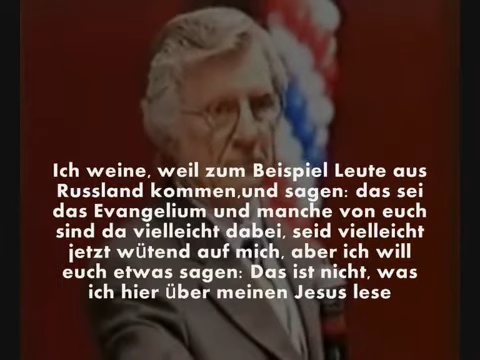 Ich weine, weil zum Beispiel Leute aus
Russland kommen,und sagen: das sei
das Evangelium und manche von euch
sind da vielleicht dabei, seid vielleicht
jetzt wütend auf mich, aber ich will
euch etwas sagen: Das ist nicht, was
ich hier über meinen Jesus lese